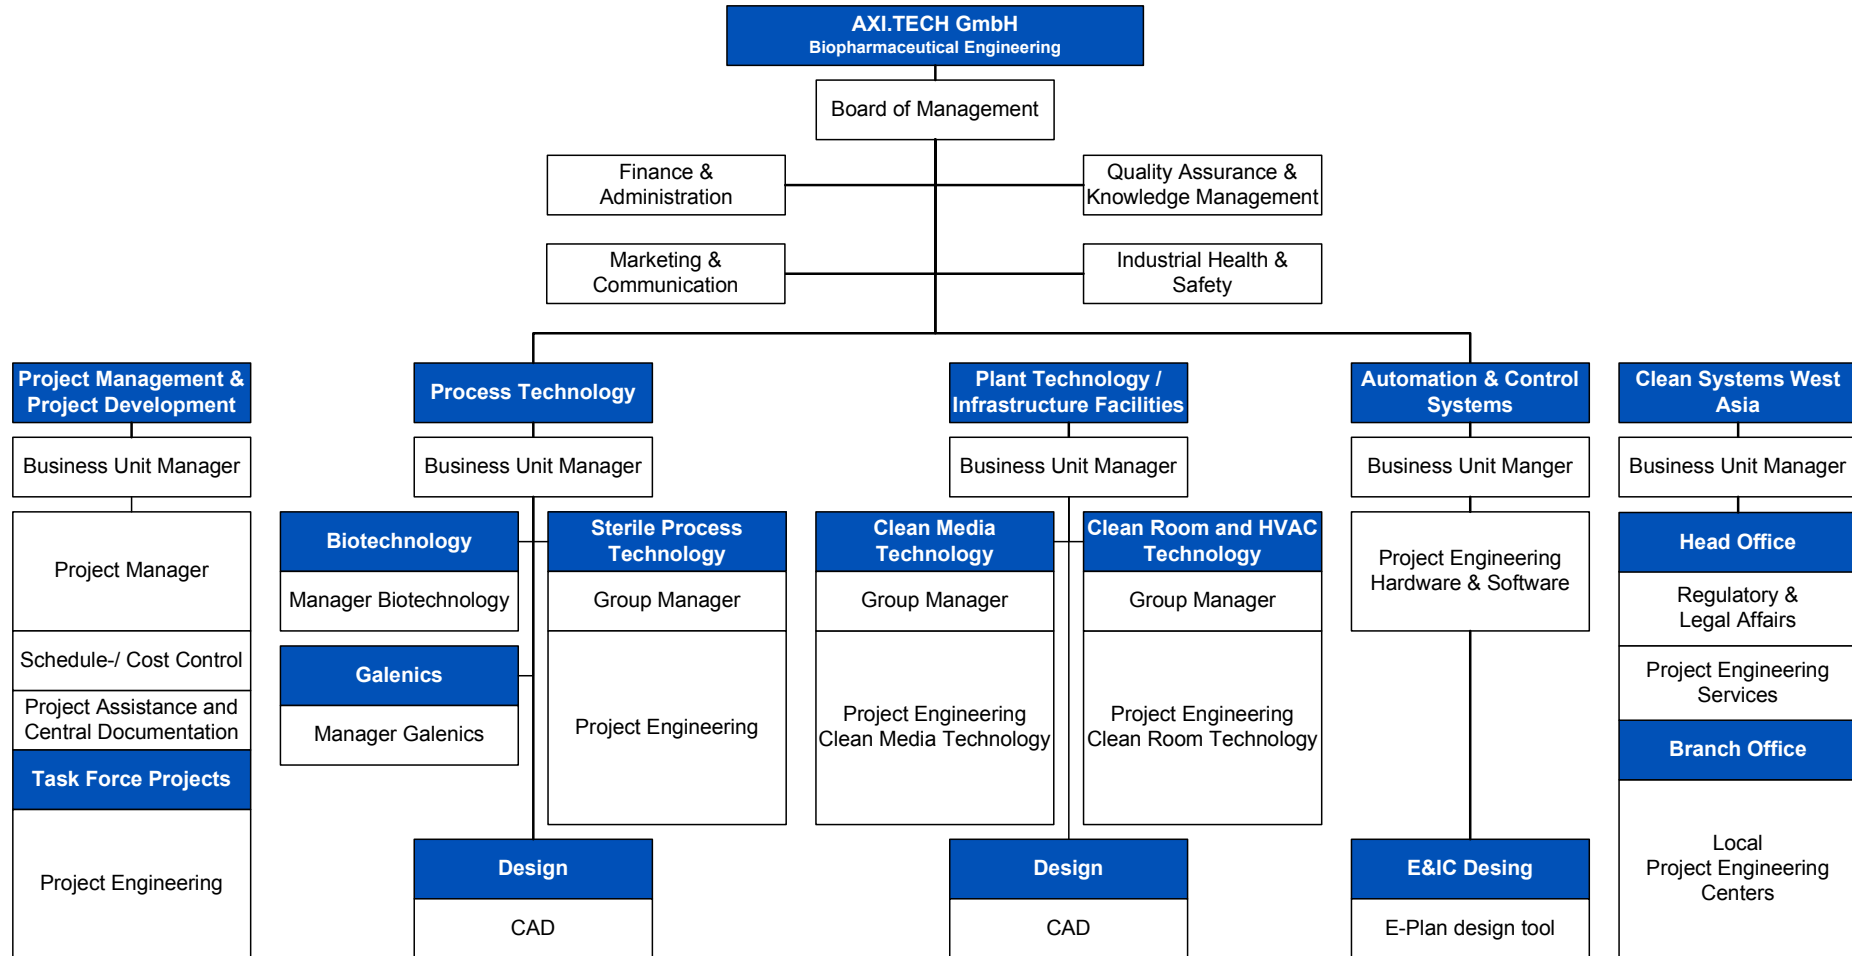 AXI.TECH GmbH
Biopharmaceutical Engineering
Board of Management
Finance &
Administration
Quality Assurance &
Knowledge Management
Marketing &
Communication
Industrial Health &
Safety
Project Management &
Project Development
Business Unit Manager
Project Manager
Schedule-/ Cost Control
Project Assistance and
Central Documentation
Task Force Projects
Project Engineering
Process Technology
Business Unit Manager
Biotechnology
Manager Biotechnology
Galenics
Manager Galenics
Sterile Process
Technology
Group Manager
Project Engineering
Design
CAD
Plant Technology /
Infrastructure Facilities
Business Unit Manager
Clean Media
Technology
Group Manager
Project Engineering
Clean Media Technology
Clean Room and HVAC
Technology
Group Manager
Project Engineering
Clean Room Technology
Design
CAD
Automation & Control
Systems
Business Unit Manger
Project Engineering
Hardware & Software
E&IC Desing
E-Plan design tool
Clean Systems West
Asia
Business Unit Manager
Head Office
Regulatory &
Legal Affairs
Project Engineering
Services
Branch Office
Local
Project Engineering
Centers